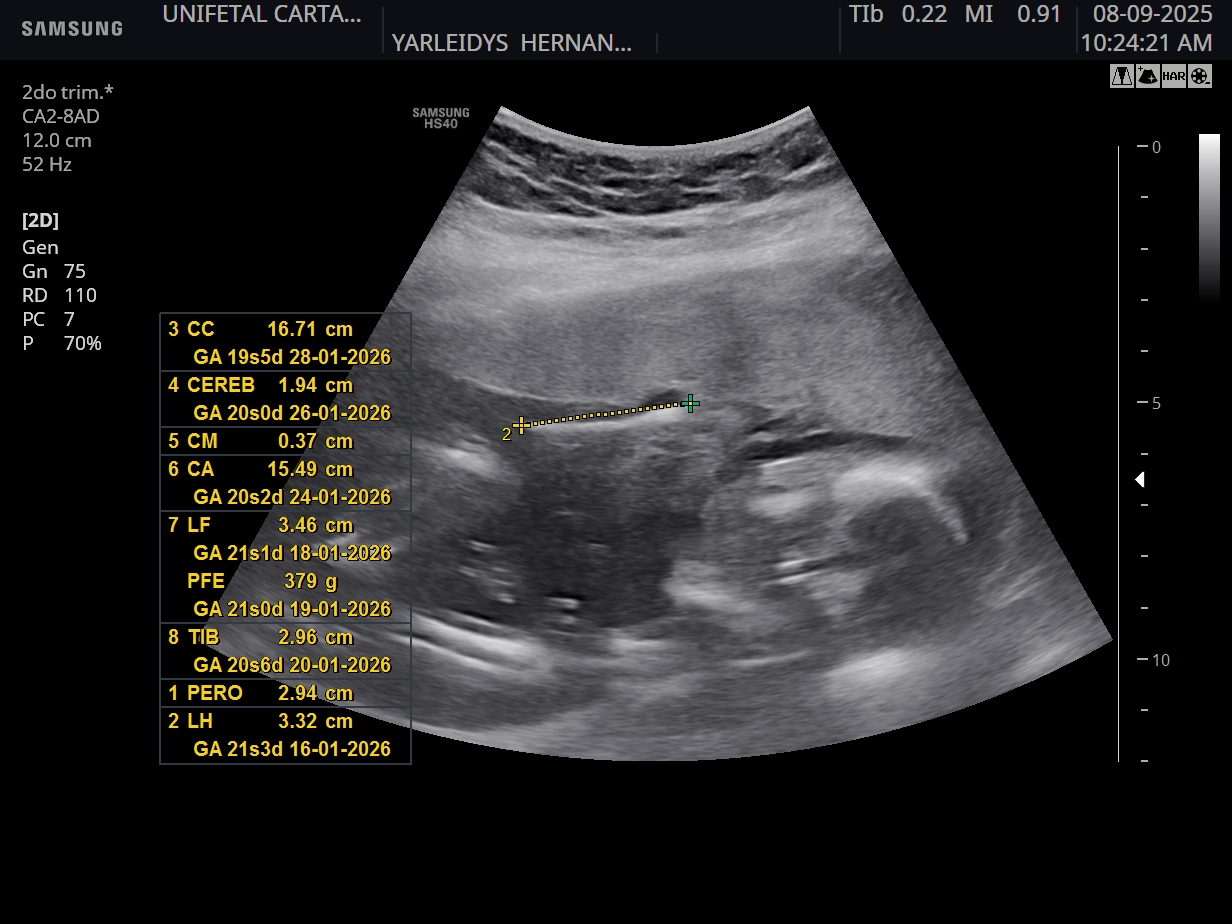 SAMSUNG
UNIFETAL CARTA...
YARLEIDYS HERNAN...
TIb 0.22 MI 0.91
08-09-2025
10:24:21 AM
HAR
2do trim.*
CA2-8AD
12.0 cm
52 Hz
[2D]
Gen
Gn 75
RD 110
PC 7
P 70%
SAMSUNG
HS40
0
5
10
2
3 CC 16.71 cm
GA 19s5d 28-01-2026
4 CEREB 1.94 cm
GA 20s0d 26-01-2026
5 CM 0.37 cm
6 CA 15.49 cm
GA 20s2d 24-01-2026
7 LF 3.46 cm
GA 21s1d 18-01-2026
PFE 379 g
GA 21s0d 19-01-2026
8 TIB 2.96 cm
GA 20s6d 20-01-2026
1 PERO 2.94 cm
2 LH 3.32 cm
GA 21s3d 16-01-2026